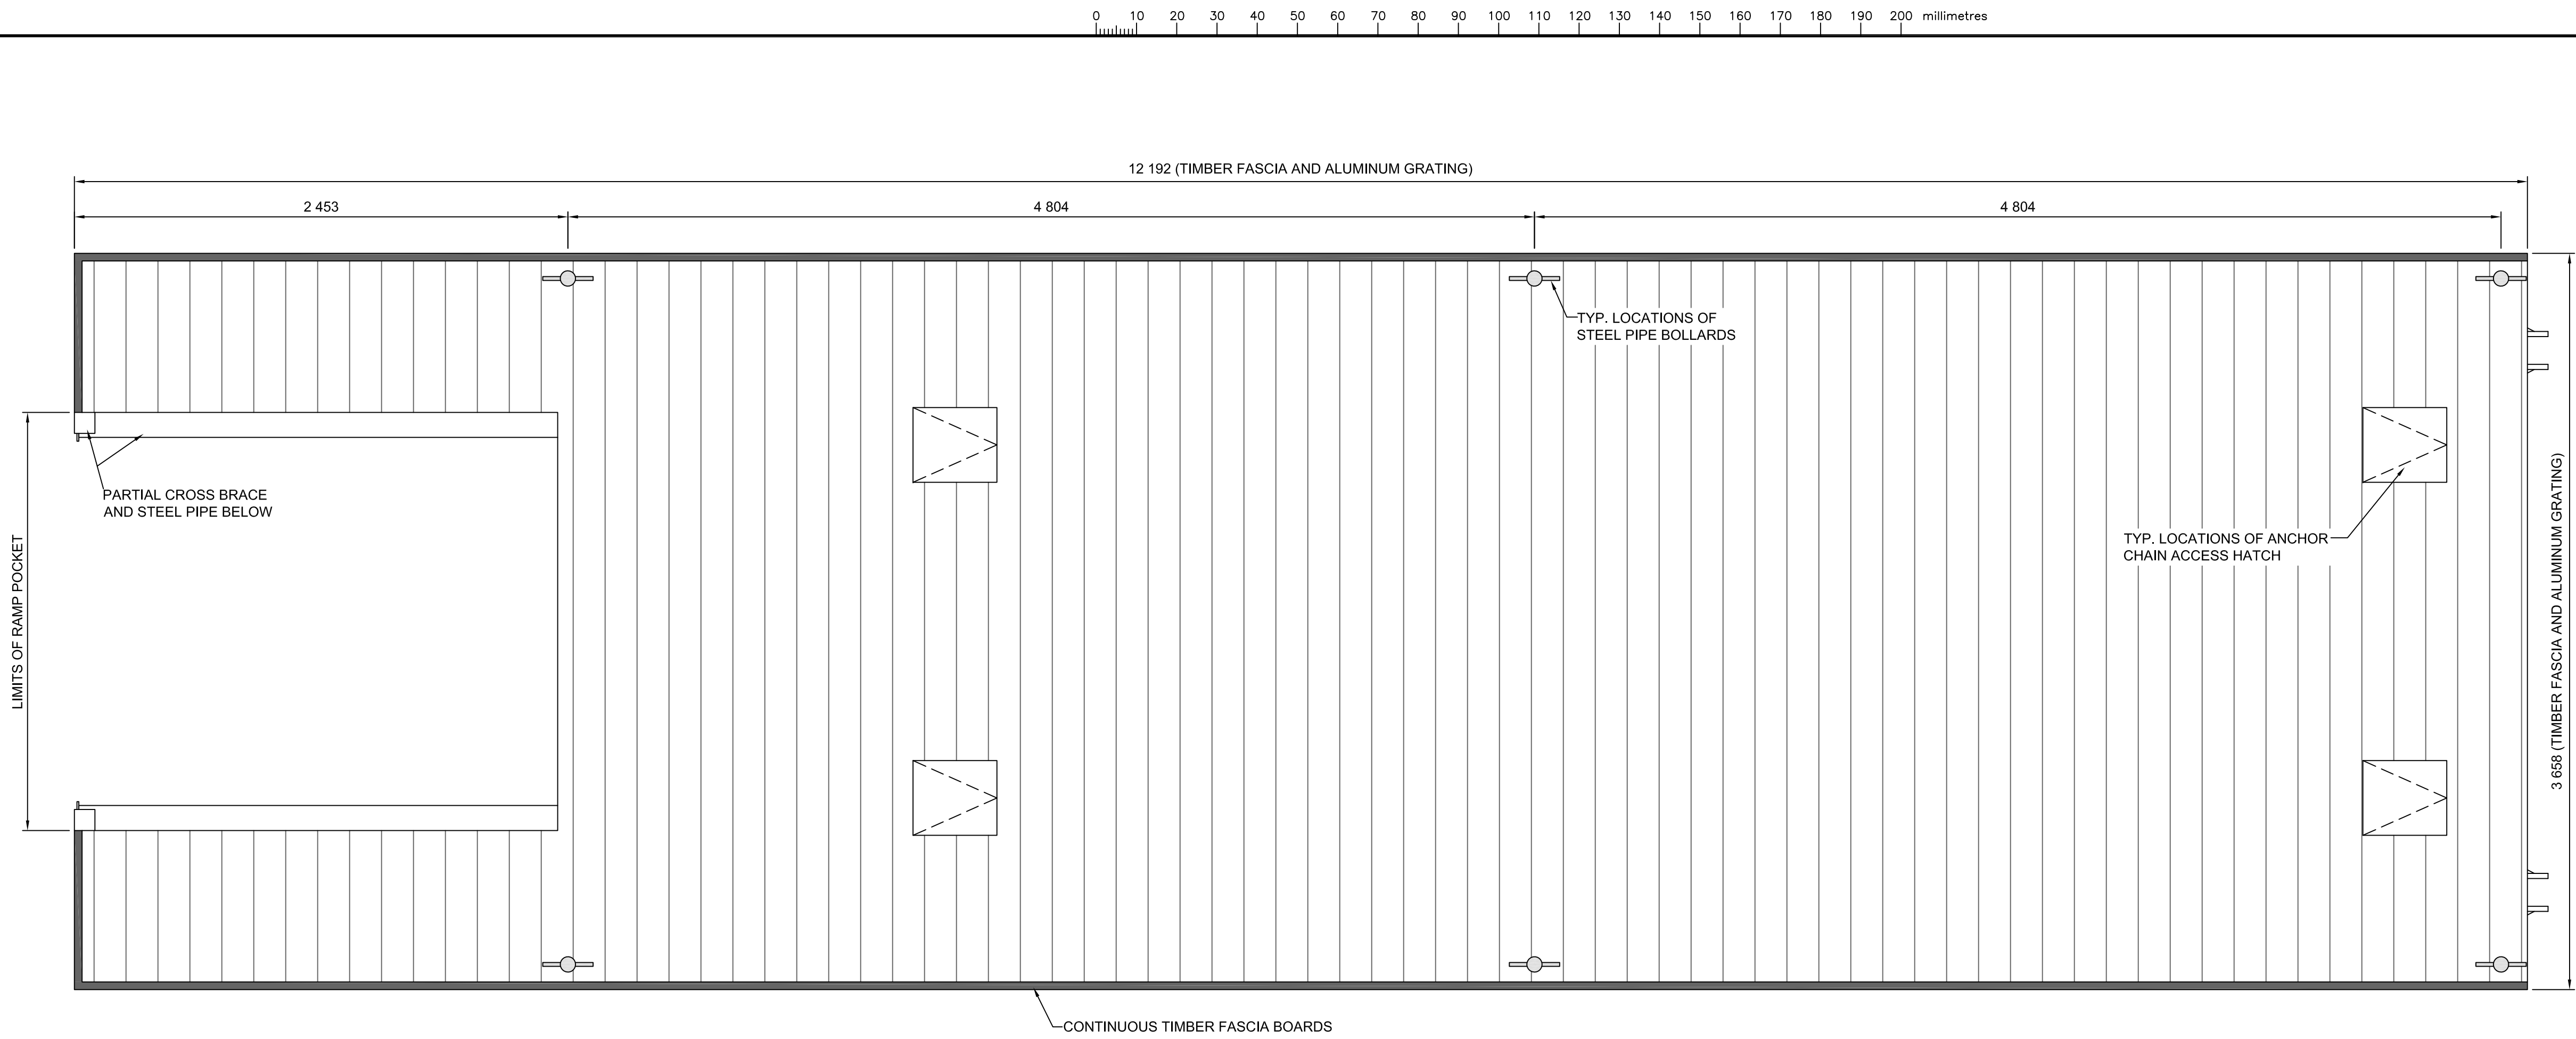 0 10 20 30 40 50 60 70 80 90 100 110 120 130 140 150 160 170 180 190 200 millimetres
12 192 (TIMBER FASCIA AND ALUMINUM GRATING)
2 453
4 804
4 804
TYP. LOCATIONS OF
STEEL PIPE BOLLARDS
PARTIAL CROSS BRACE
AND STEEL PIPE BELOW
LIMITS OF RAMP POCKET
TYP. LOCATIONS OF ANCHOR
CHAIN ACCESS HATCH
3 658 (TIMBER FASCIA AND ALUMINUM GRATING)
CONTINUOUS TIMBER FASCIA BOARDS